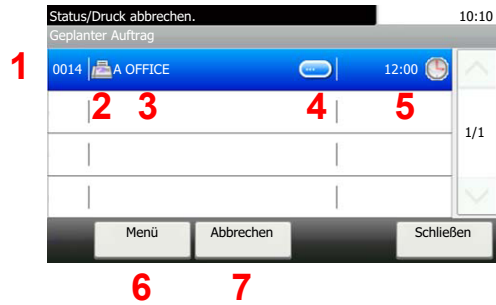 Status/Druck abbrechen. 10:10
Geplanter Auftrag
1 0014 A OFFICE ... 12:00
2 3 4 5
1/1
Menü Abbrechen Schließen
6 7